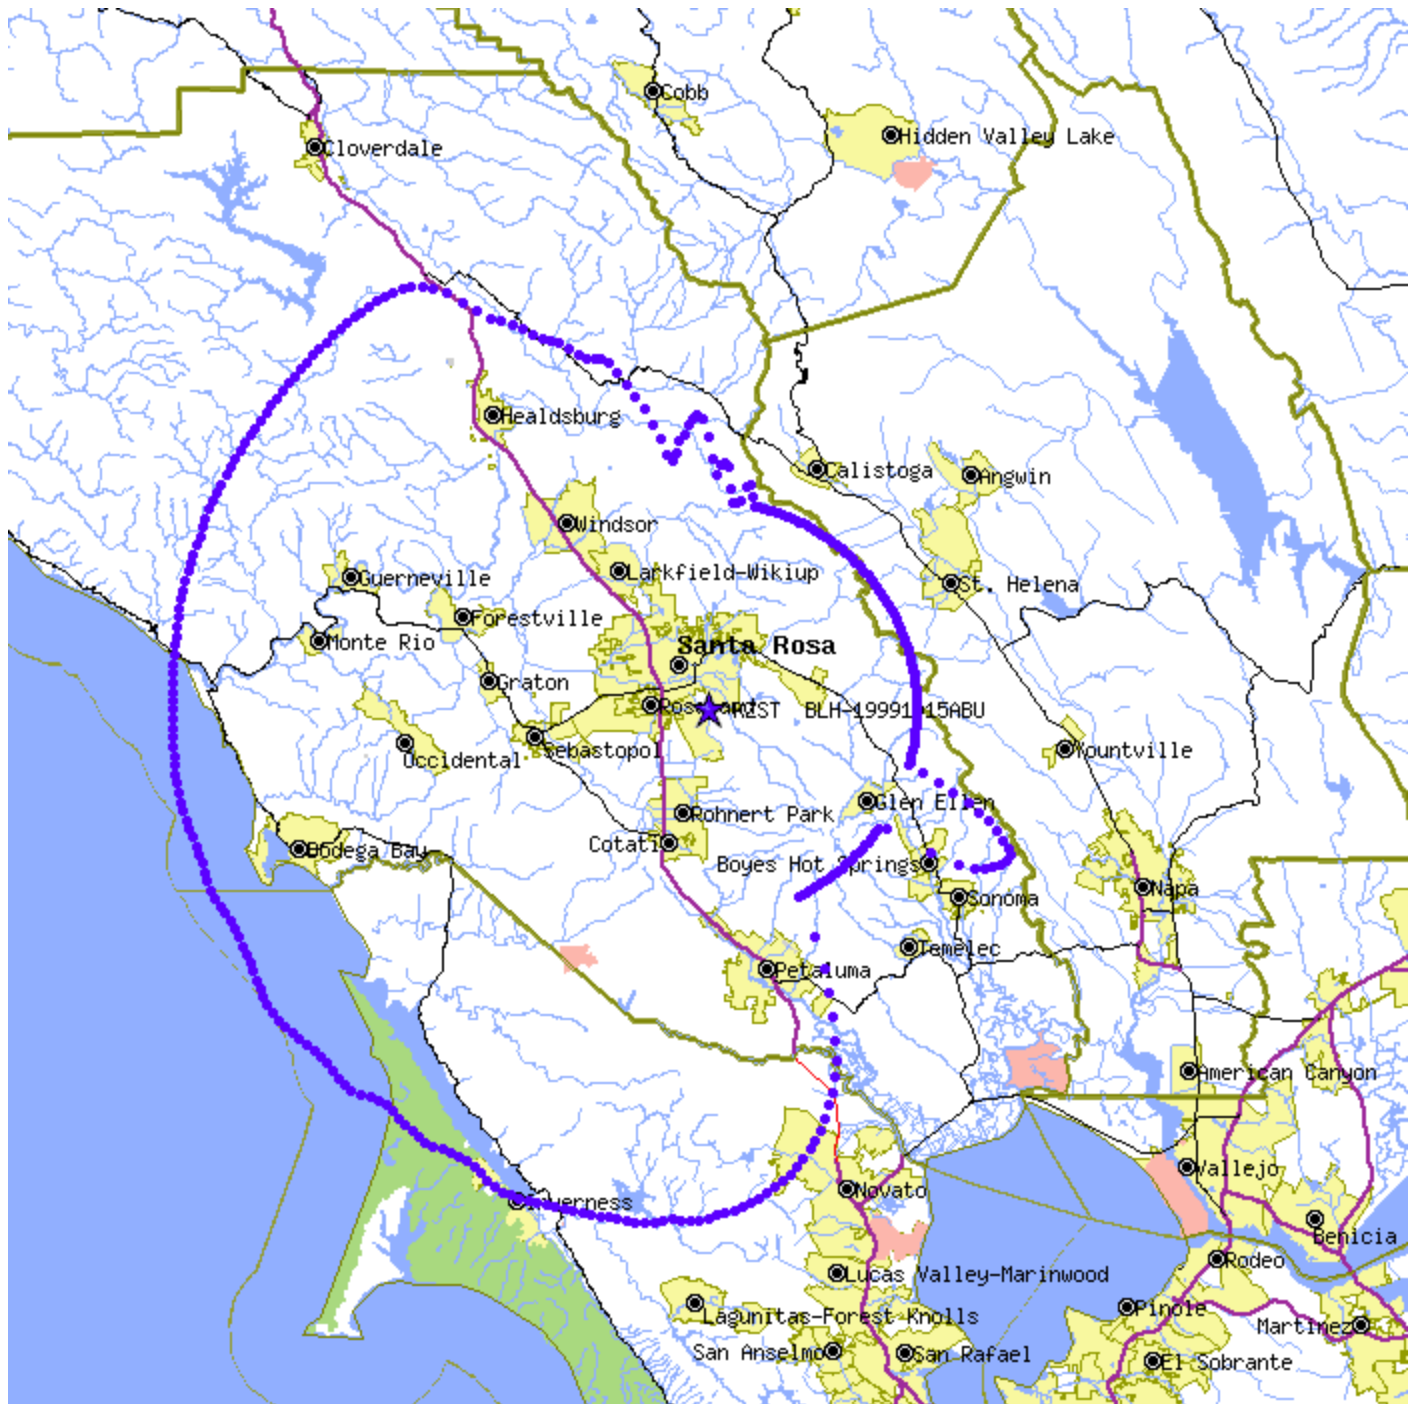 Cobb
Hidden Valley Lake
Cloverdale
Healdsburg
Calistoga
Angwin
Windsor
Larkfield-Wikiup
Guerneville
St. Helena
Forestville
Monte Rio
Santa Rosa
Graton
BLH-19991 15ABU
Sebastopol
Yountville
Occidental
Glen Ellen
Rohnert Park
Cotati
Bodega Bay
Boyes Hot Springs
Napa
Sonoma
Temelec
Petaluma
American Canyon
Vallejo
Novato
Inverness
Benicia
Rodeo
Lucas Valley-Marinwood
Pinole
Lagunitas-Forest Knolls
Martinez
San Anselmo
San Rafael
El Sobrante